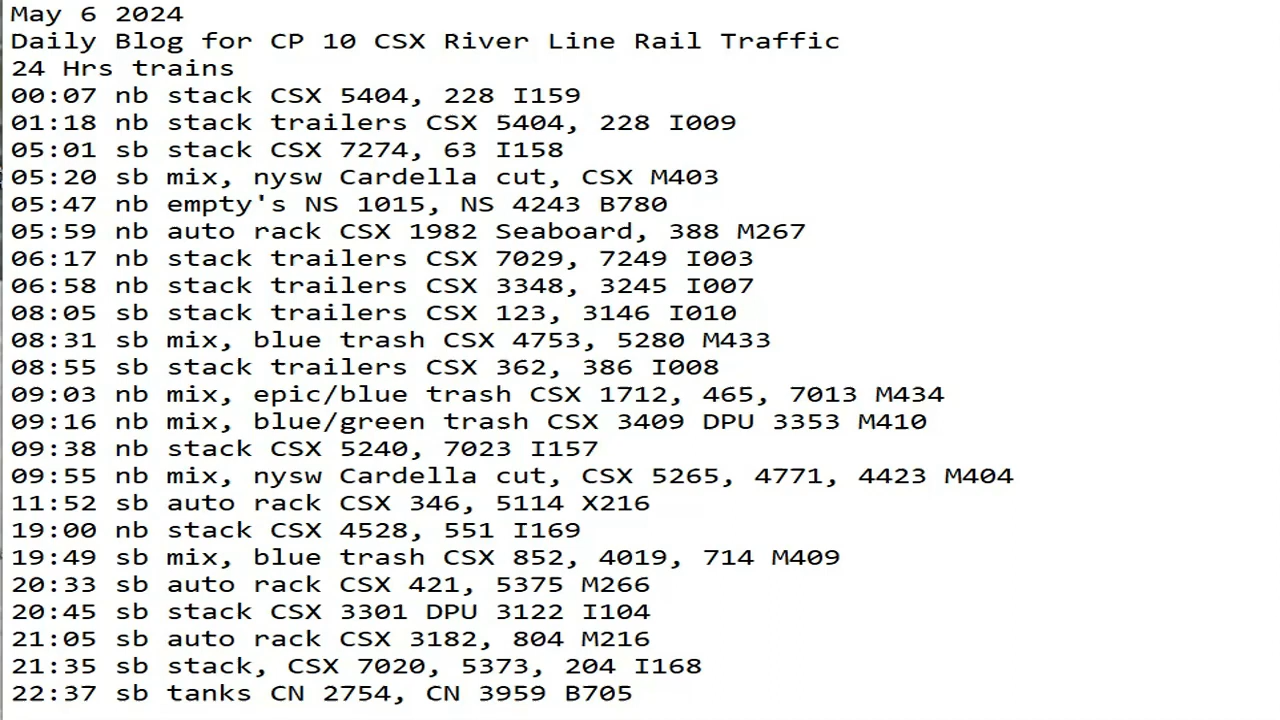 May 6 2024
Daily Blog for CP 10 CSX River Line Rail Traffic
24 Hrs trains
00:07 nb stack CSX 5404, 228 I159
01:18 nb stack trailers CSX 5404, 228 I009
05:01 sb stack CSX 7274, 63 I158
05:20 sb mix, nysw Cardella cut, CSX M403
05:47 nb empty's NS 1015, NS 4243 B780
05:59 nb auto rack CSX 1982 Seaboard, 388 M267
06:17 nb stack trailers CSX 7029, 7249 I003
06:58 nb stack trailers CSX 3348, 3245 I007
08:05 sb stack trailers CSX 123, 3146 I010
08:31 sb mix, blue trash CSX 4753, 5280 M433
08:55 sb stack trailers CSX 362, 386 I008
09:03 nb mix, epic/blue trash CSX 1712, 465, 7013 M434
09:16 nb mix, blue/green trash CSX 3409 DPU 3353 M410
09:38 nb stack CSX 5240, 7023 I157
09:55 nb mix, nysw Cardella cut, CSX 5265, 4771, 4423 M404
11:52 sb auto rack CSX 346, 5114 X216
19:00 nb stack CSX 4528, 551 I169
19:49 sb mix, blue trash CSX 852, 4019, 714 M409
20:33 sb auto rack CSX 421, 5375 M266
20:45 sb stack CSX 3301 DPU 3122 I104
21:05 sb auto rack CSX 3182, 804 M216
21:35 sb stack, CSX 7020, 5373, 204 I168
22:37 sb tanks CN 2754, CN 3959 B705